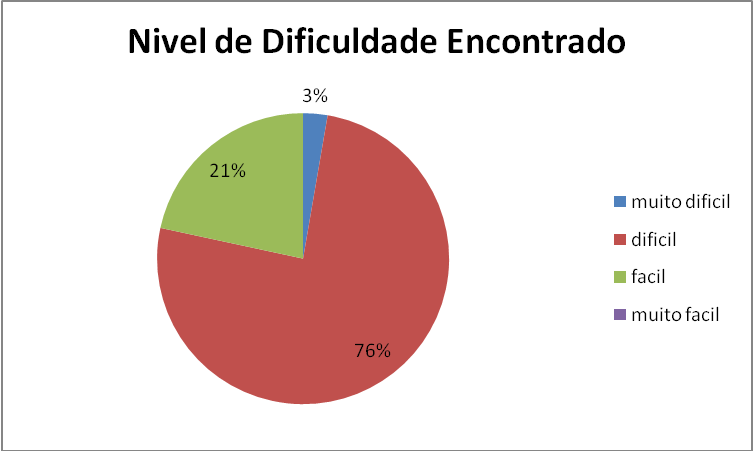 Nivel de Dificuldade Encontrado
3%
21%
76%
muito dificil
dificil
facil
muito facil